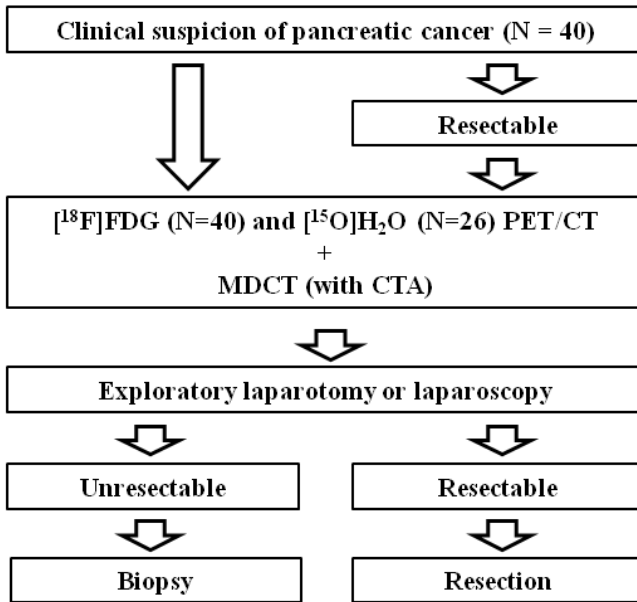 Clinical suspicion of pancreatic cancer (N = 40)
Resectable
[¹⁸F]FDG (N=40) and [¹⁵O]H₂O (N=26) PET/CT
+
MDCT (with CTA)
Exploratory laparotomy or laparoscopy
Unresectable
Resectable
Biopsy
Resection